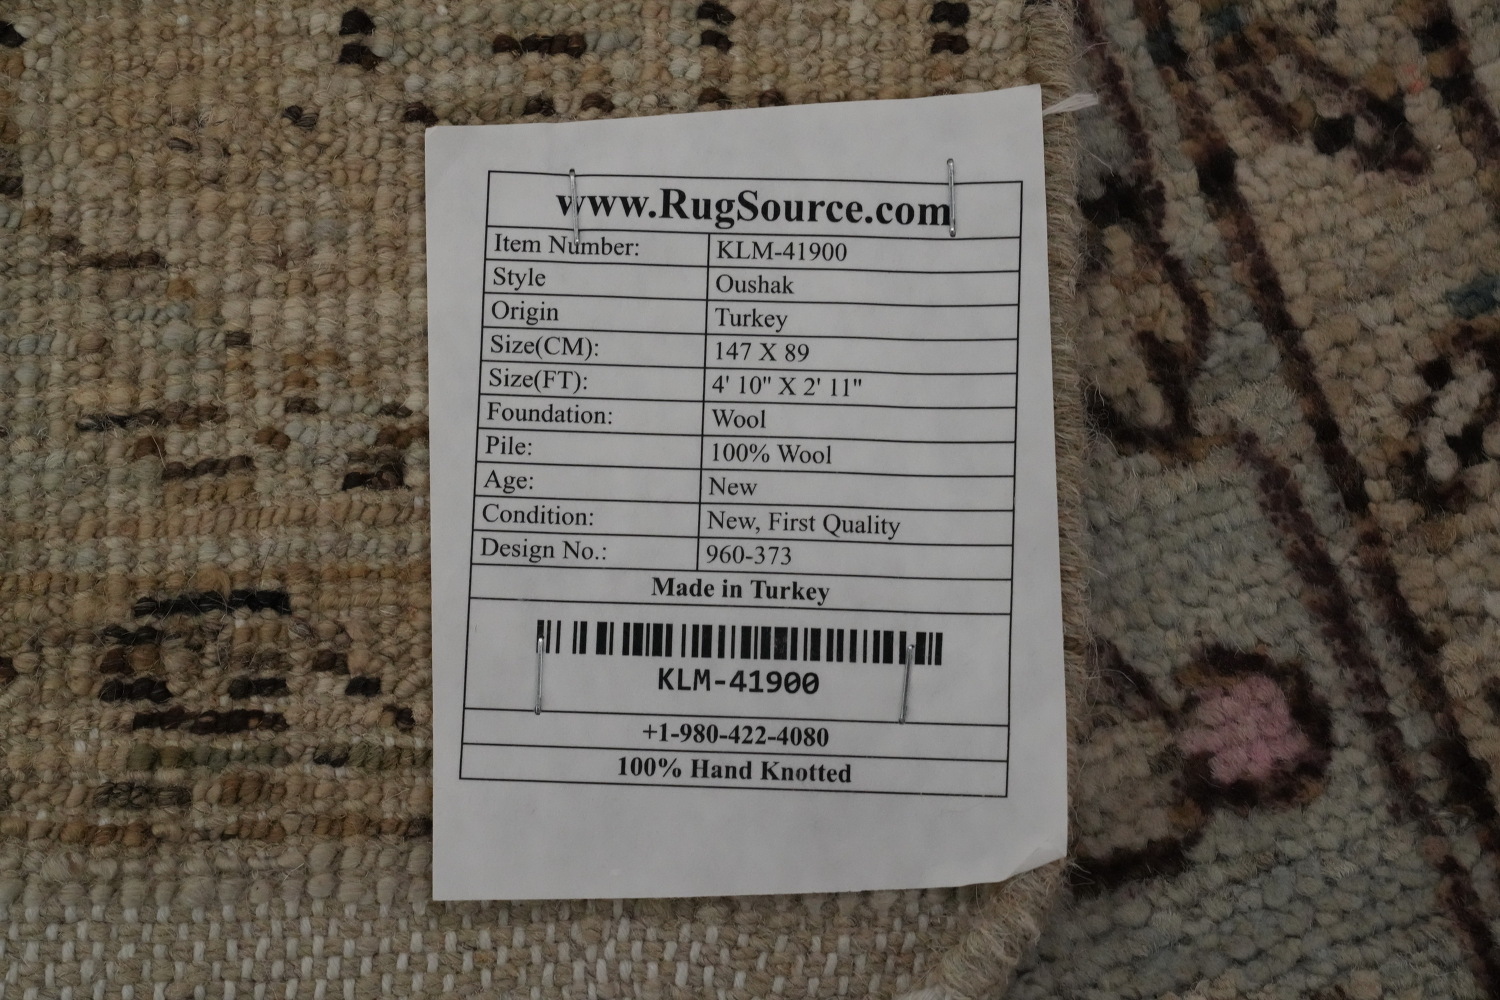 www.RugSource.com
Item Number: KLM-41900
Style Oushak
Origin Turkey
Size(CM): 147 X 89
Size(FT): 4' 10" X 2' 11"
Foundation: Wool
Pile: 100% Wool
Age: New
Condition: New, First Quality
Design No.: 960-373
Made in Turkey
KLM-41900
+1-980-422-4080
100% Hand Knotted